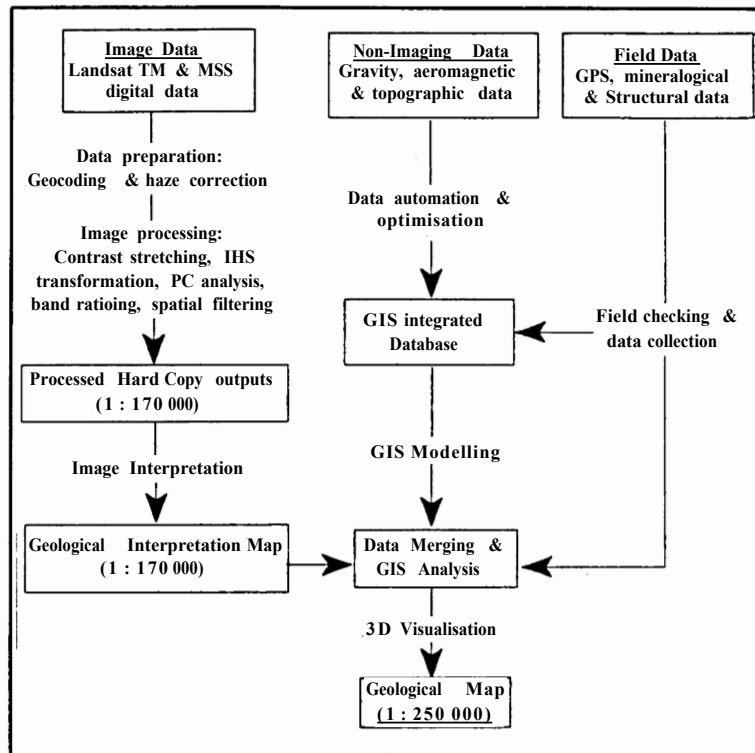 Image Data
Landsat TM & MSS
digital data
Non-Imaging Data
Gravity, aeromagnetic
& topographic data
Field Data
GPS, mineralogical
& Structural data
Data preparation:
Geocoding & haze correction
Image processing:
Contrast stretching, IHS
transformation, PC analysis,
band ratioing, spatial filtering
Data automation &
optimisation
GIS integrated
Database
Field checking &
data collection
Processed Hard Copy outputs
(1 : 170 000)
Image Interpretation
GIS Modelling
Geological Interpretation Map
(1 : 170 000)
Data Merging &
GIS Analysis
3D Visualisation
Geological Map
(1 : 250 000)